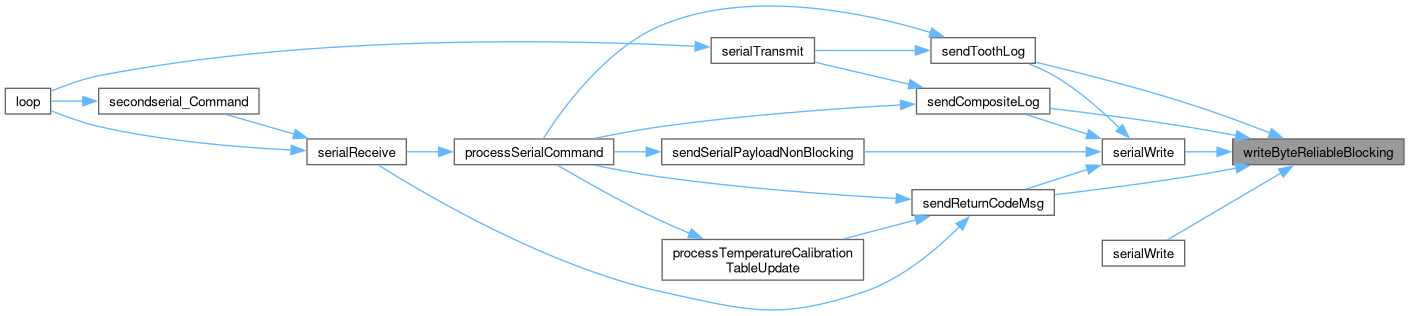 loop
secondserial_Command
serialReceive
processSerialCommand
serialTransmit
sendToothLog
sendCompositeLog
sendSerialPayloadNonBlocking
serialWrite
writeByteReliableBlocking
sendReturnCodeMsg
processTemperatureCalibration
TableUpdate
serialWrite